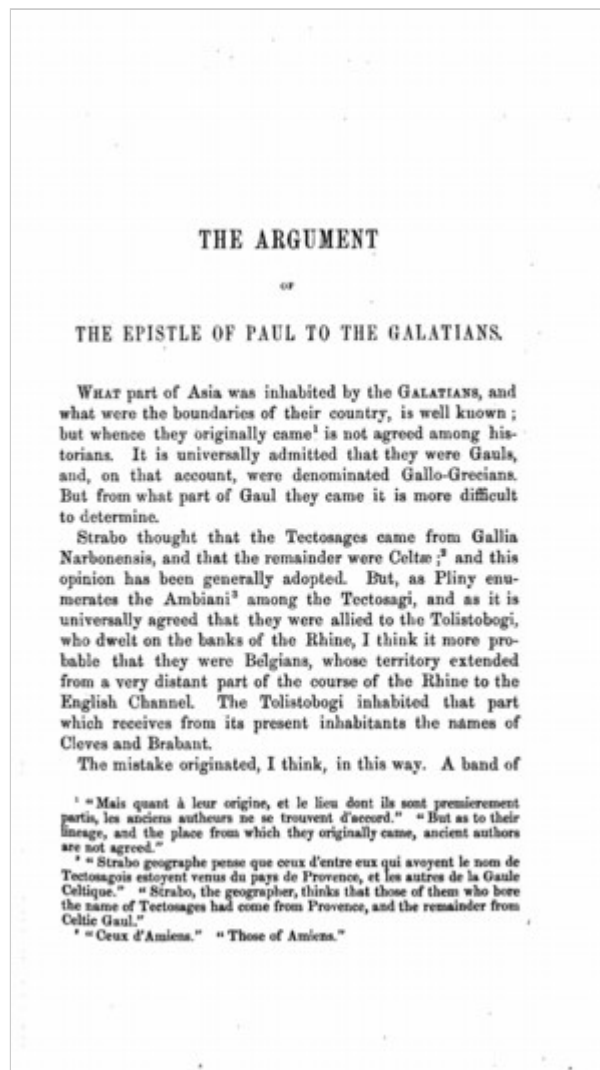 THE ARGUMENT
OF
THE EPISTLE OF PAUL TO THE GALATIANS.
WHAT part of Asia was inhabited by the GALATIANS, and
what were the boundaries of their country, is well known ;
but whence they originally came¹ is not agreed among his-
torians. It is universally admitted that they were Gauls,
and, on that account, were denominated Gallo-Grecians.
But from what part of Gaul they came it is more difficult
to determine.
Strabo thought that the Tectosages came from Gallia
Narbonensis, and that the remainder were Celtæ ;² and this
opinion has been generally adopted. But, as Pliny enu-
merates the Ambiani³ among the Tectosagi, and as it is
universally agreed that they were allied to the Tolistobogi,
who dwelt on the banks of the Rhine, I think it more pro-
bable that they were Belgians, whose territory extended
from a very distant part of the course of the Rhine to the
English Channel. The Tolistobogi inhabited that part
which receives from its present inhabitants the names of
Cleves and Brabant.
The mistake originated, I think, in this way. A band of
¹ "Mais quant à leur origine, et le lieu dont ils sont premierement
partis, les anciens autheurs ne se trouvent d'accord." "But as to their
lineage, and the place from which they originally came, ancient authors
are not agreed."
² "Strabo geographe pense que ceux d'entre eux qui avoyent le nom de
Tectosagois estoyent venus du pays de Provence, et les autres de la Gaule
Celtique." "Strabo, the geographer, thinks that those of them who bore
the name of Tectosages had come from Provence, and the remainder from
Celtic Gaul."
³ "Ceux d'Amiens." "Those of Amiens."